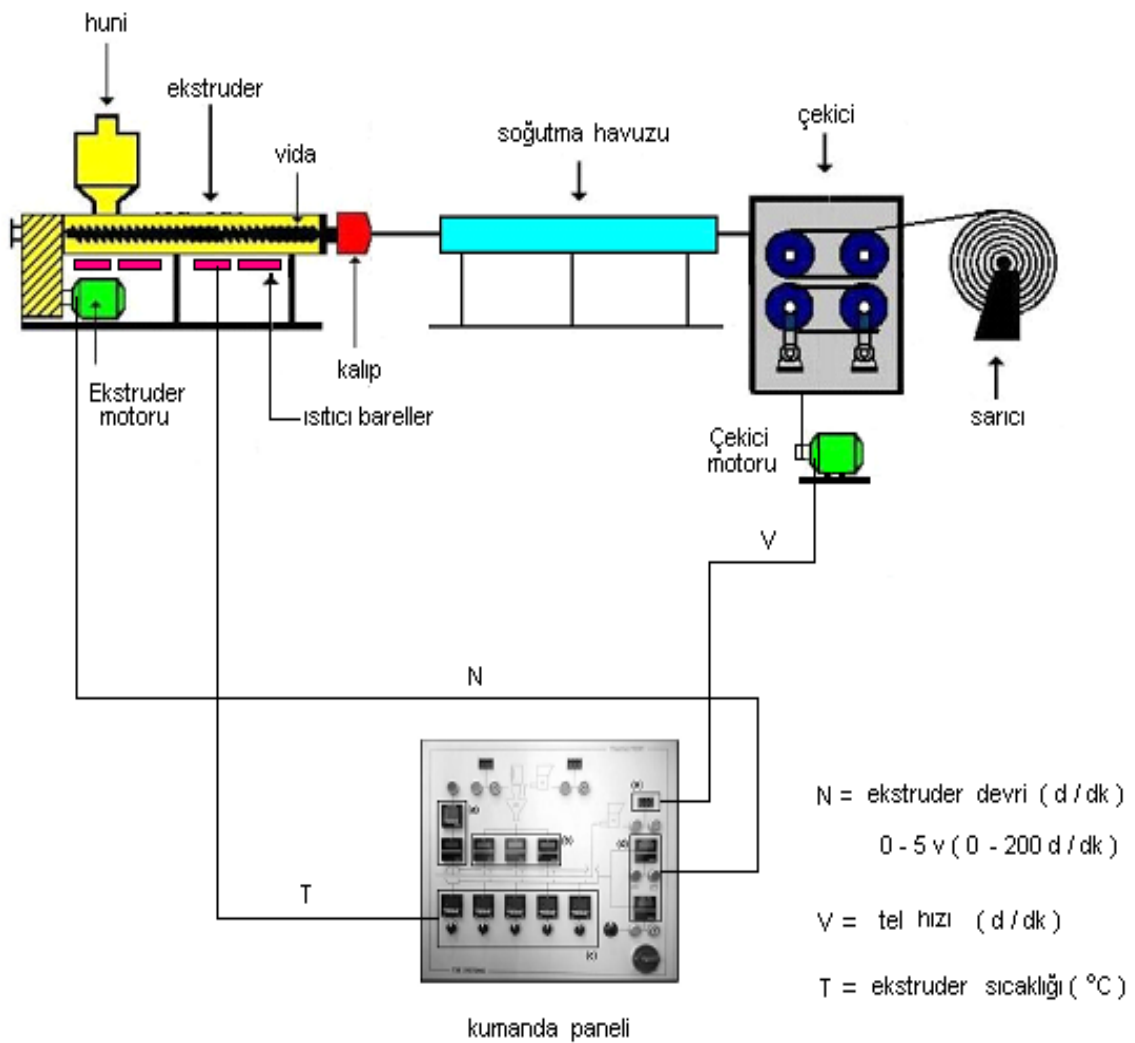 huni
ekstruder
vida
soğutma havuzu
çekici
kalıp
Ekstruder
motoru
ısıtıcı bareller
sarıcı
Çekici
motoru
V
N
T
(a)
(b)
(c)
N = ekstruder devri ( d / dk )
0 - 5 v ( 0 - 200 d / dk )
V = tel hızı ( d / dk )
T = ekstruder sıcaklığı ( °C )
kumanda paneli